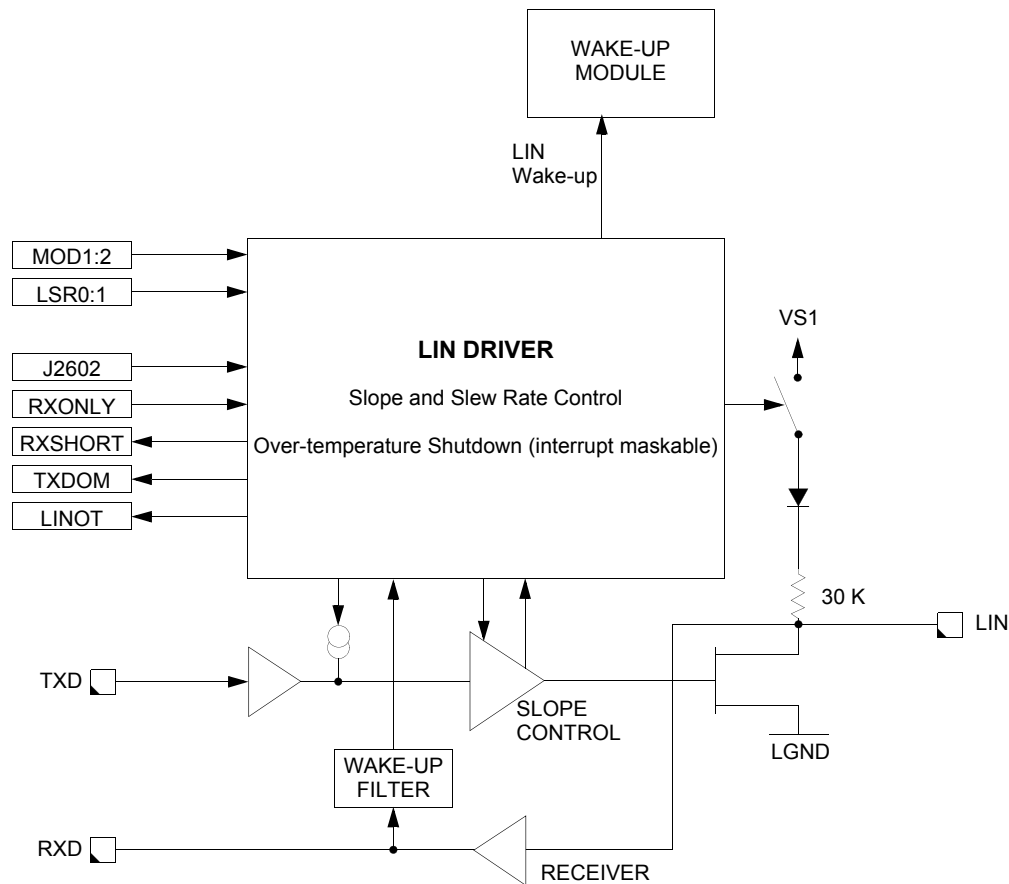 WAKE-UP
MODULE
LIN
Wake-up
MOD1:2
LSR0:1
J2602
RXONLY
RXSHORT
TXDOM
LINOT
LIN DRIVER
Slope and Slew Rate Control
Over-temperature Shutdown (interrupt maskable)
VS1
30 K
LIN
TXD
SLOPE
CONTROL
LGND
WAKE-UP
FILTER
RXD
RECEIVER